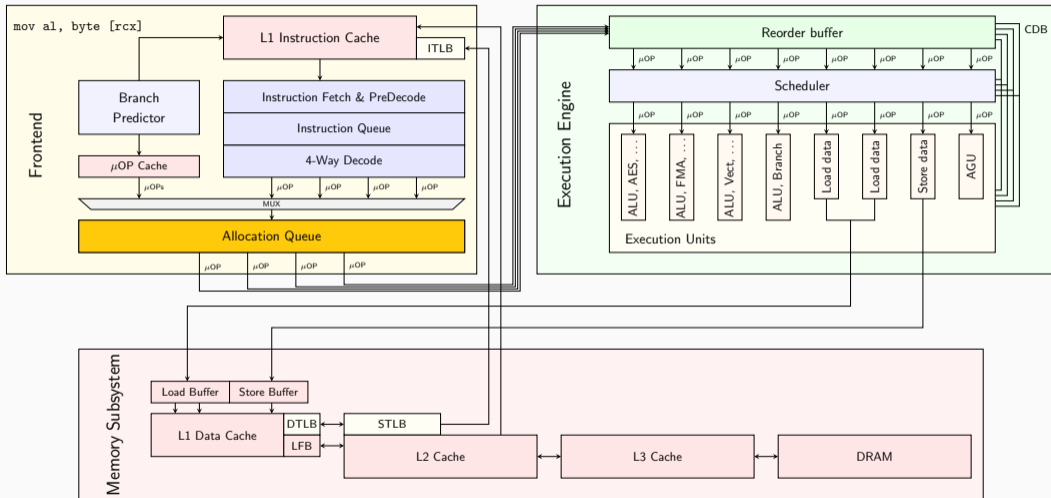 mov al, byte [rcx]
Frontend
L1 Instruction Cache
ITLB
Branch
Predictor
Instruction Fetch & PreDecode
Instruction Queue
4-Way Decode
μOP Cache
μOPs
μOP
μOP
μOP
μOP
MUX
Allocation Queue
μOP
μOP
μOP
μOP
Execution Engine
Reorder buffer
CDB
μOP
μOP
μOP
μOP
μOP
μOP
μOP
μOP
Scheduler
μOP
μOP
μOP
μOP
μOP
μOP
μOP
μOP
ALU, AES, ...
ALU, FMA, ...
ALU, Vect, ...
ALU, Branch
Load data
Load data
Store data
AGU
Execution Units
Memory Subsystem
Load Buffer
Store Buffer
L1 Data Cache
DTLB
LFB
STLB
L2 Cache
L3 Cache
DRAM